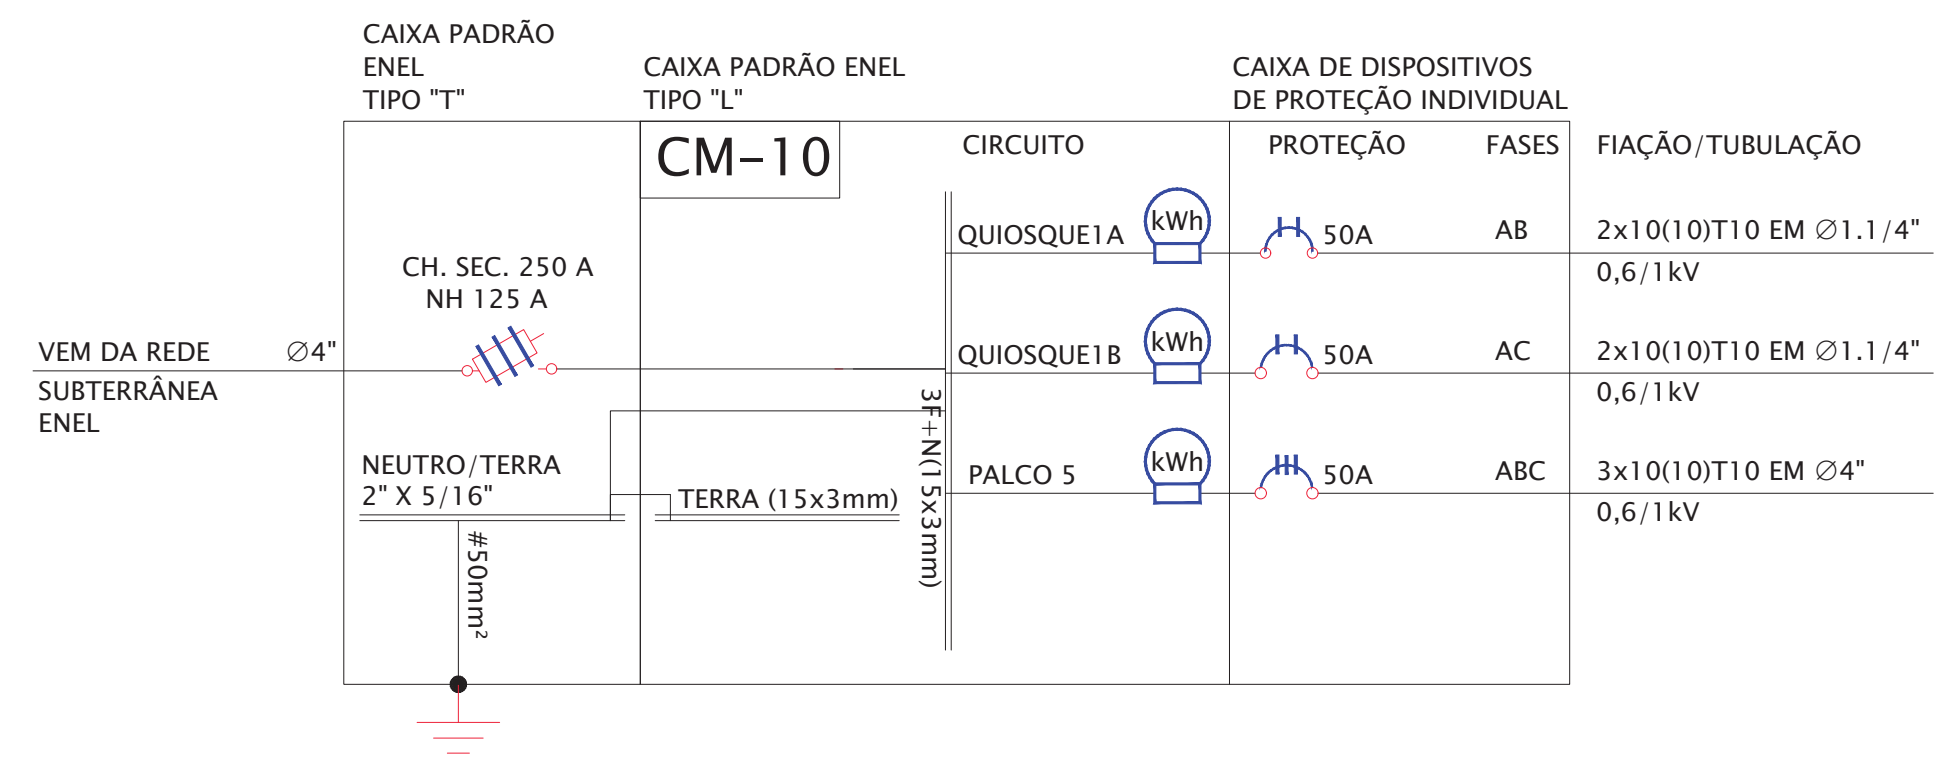 CAIXA PADRÃO
ENEL
TIPO "T"
CAIXA PADRÃO ENEL
TIPO "L"
CAIXA DE DISPOSITIVOS
DE PROTEÇÃO INDIVIDUAL
CM-10
CIRCUITO
PROTEÇÃO
FASES
FIAÇÃO/TUBULAÇÃO
QUIOSQUE1A
kWh
50A
AB
2x10(10)T10 EM ∅1.1/4"
0,6/1kV
CH. SEC. 250 A
NH 125 A
VEM DA REDE
∅4"
SUBTERRÂNEA
ENEL
QUIOSQUE1B
kWh
50A
AC
2x10(10)T10 EM ∅1.1/4"
0,6/1kV
3F+N(15x3mm)
NEUTRO/TERRA
2" X 5/16"
TERRA (15x3mm)
#50mm²
PALCO 5
kWh
50A
ABC
3x10(10)T10 EM ∅4"
0,6/1kV